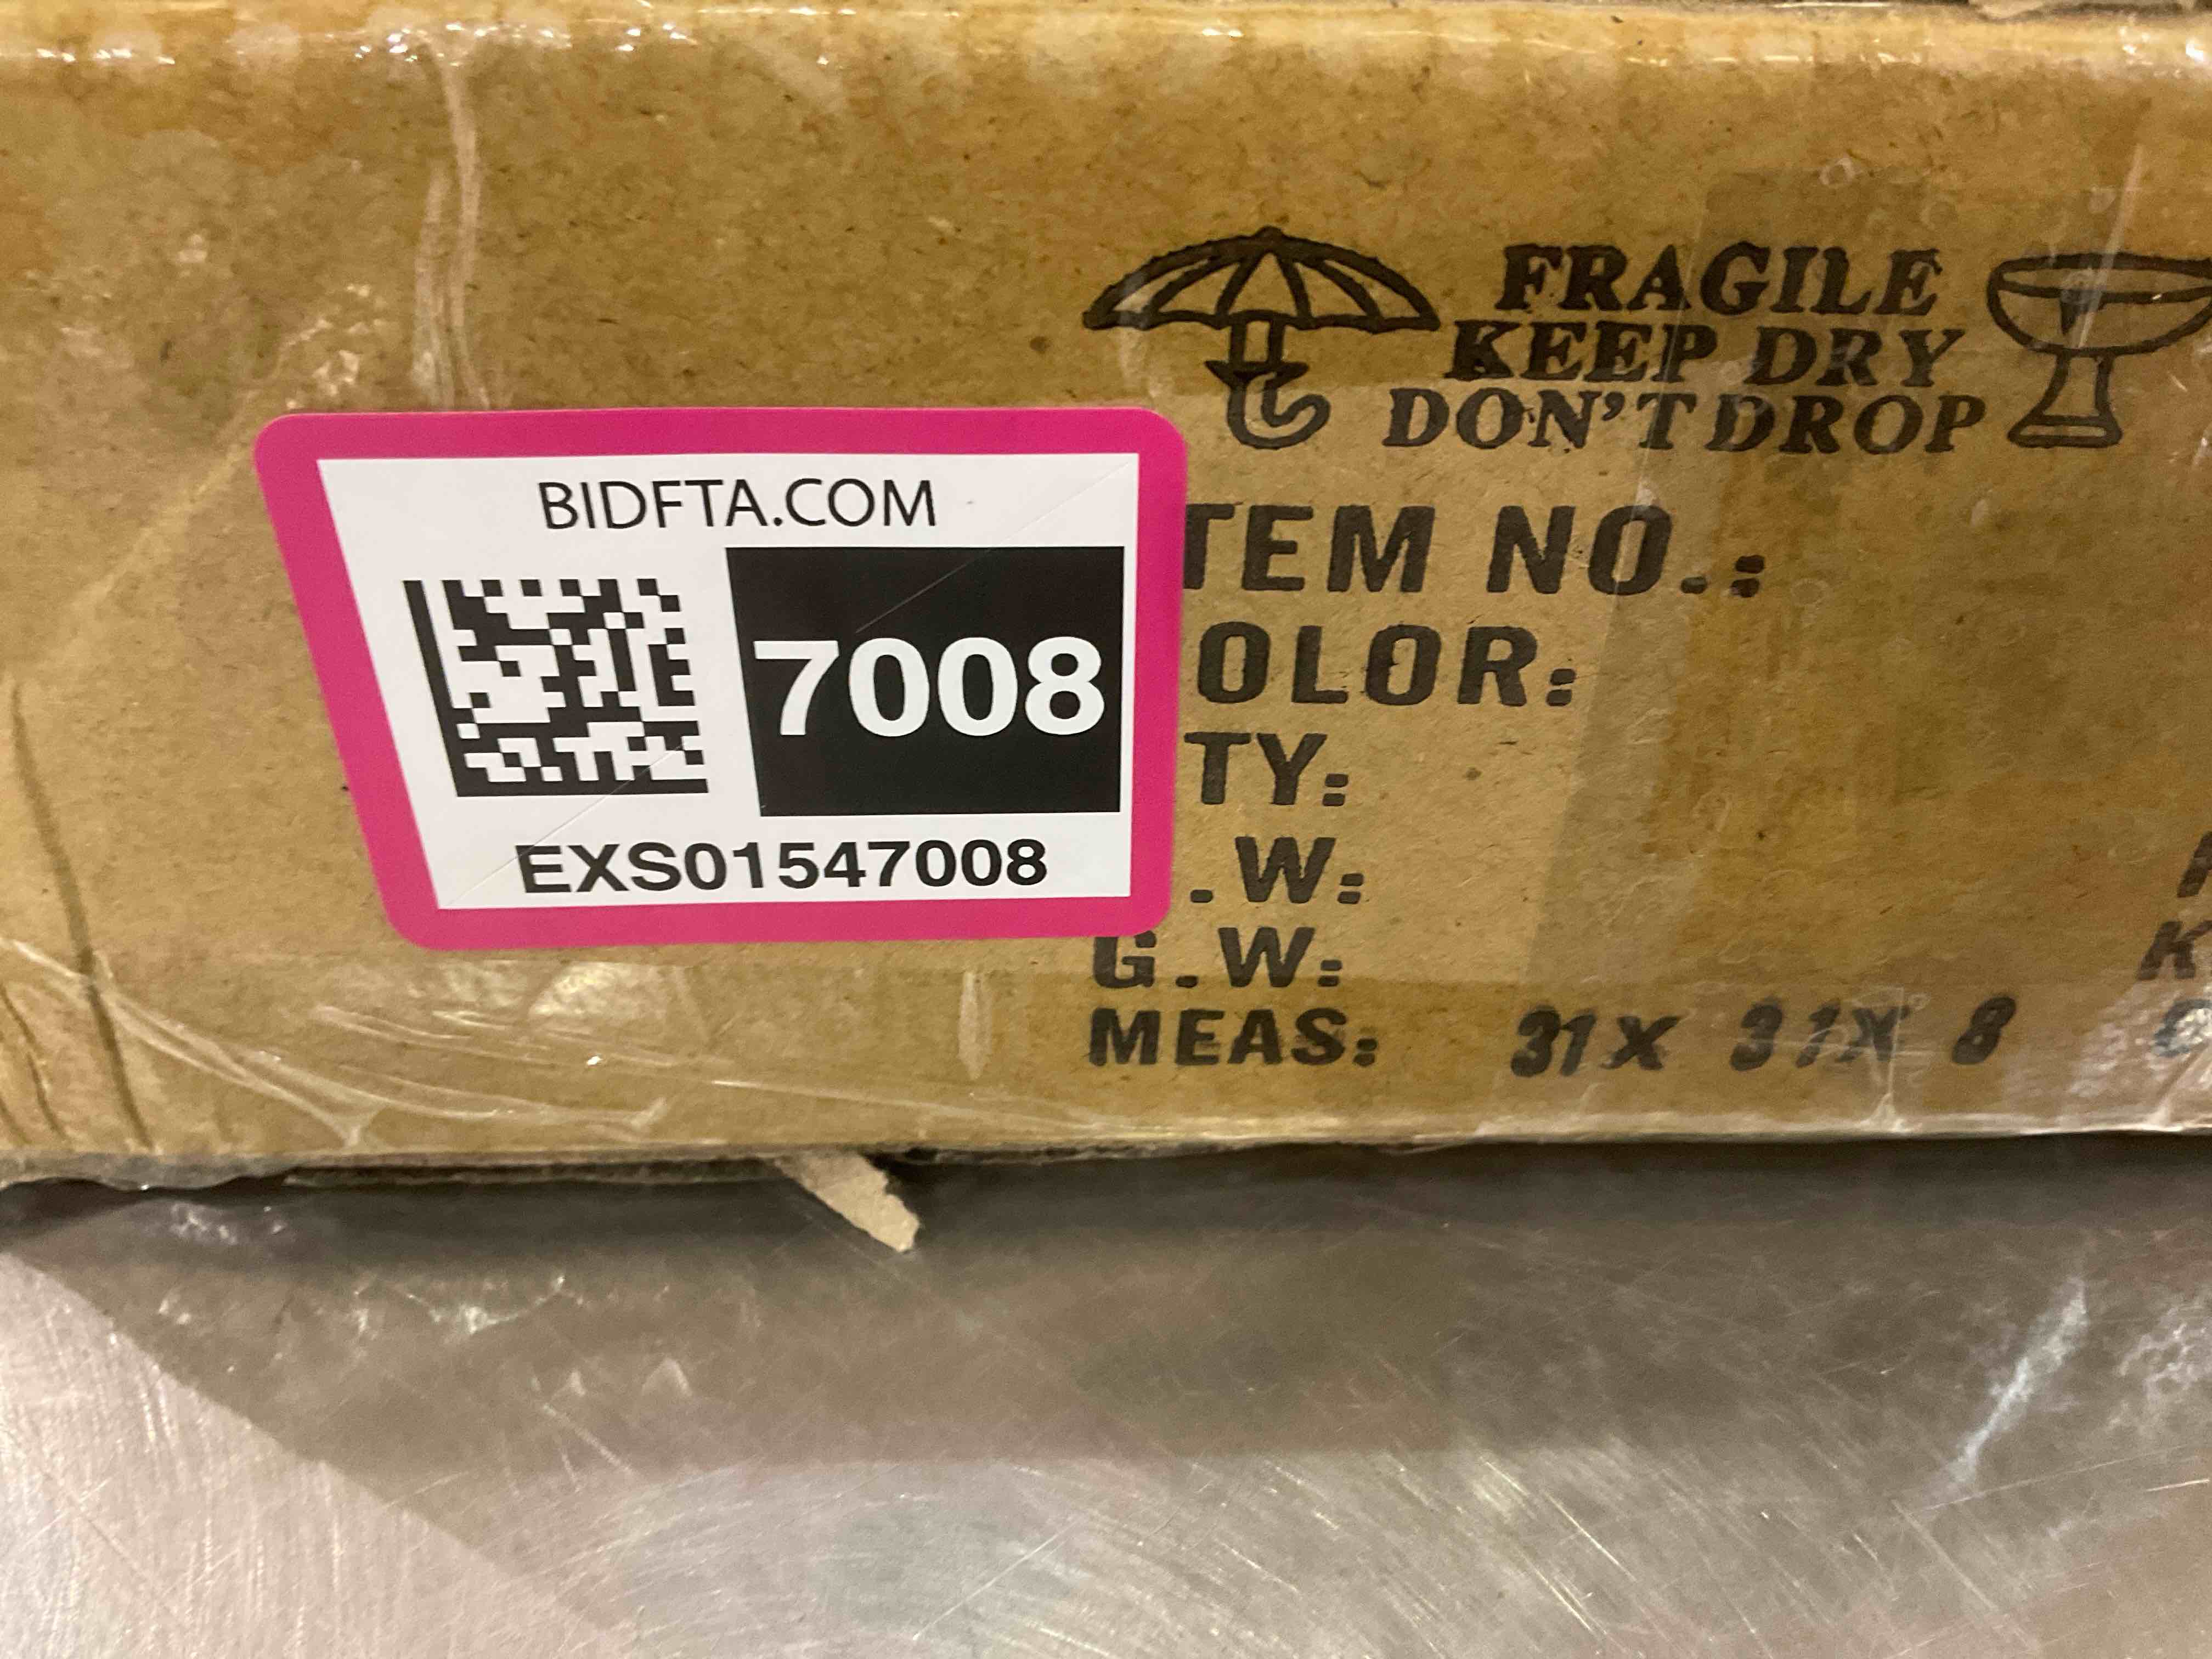 FRAGILE
KEEP DRY
DON'T DROP
BIDFTA.COM
7008
EXS01547008
TEM NO.:
OLOR:
TY:
.W:
G.W:
MEAS: 31X 31X 8